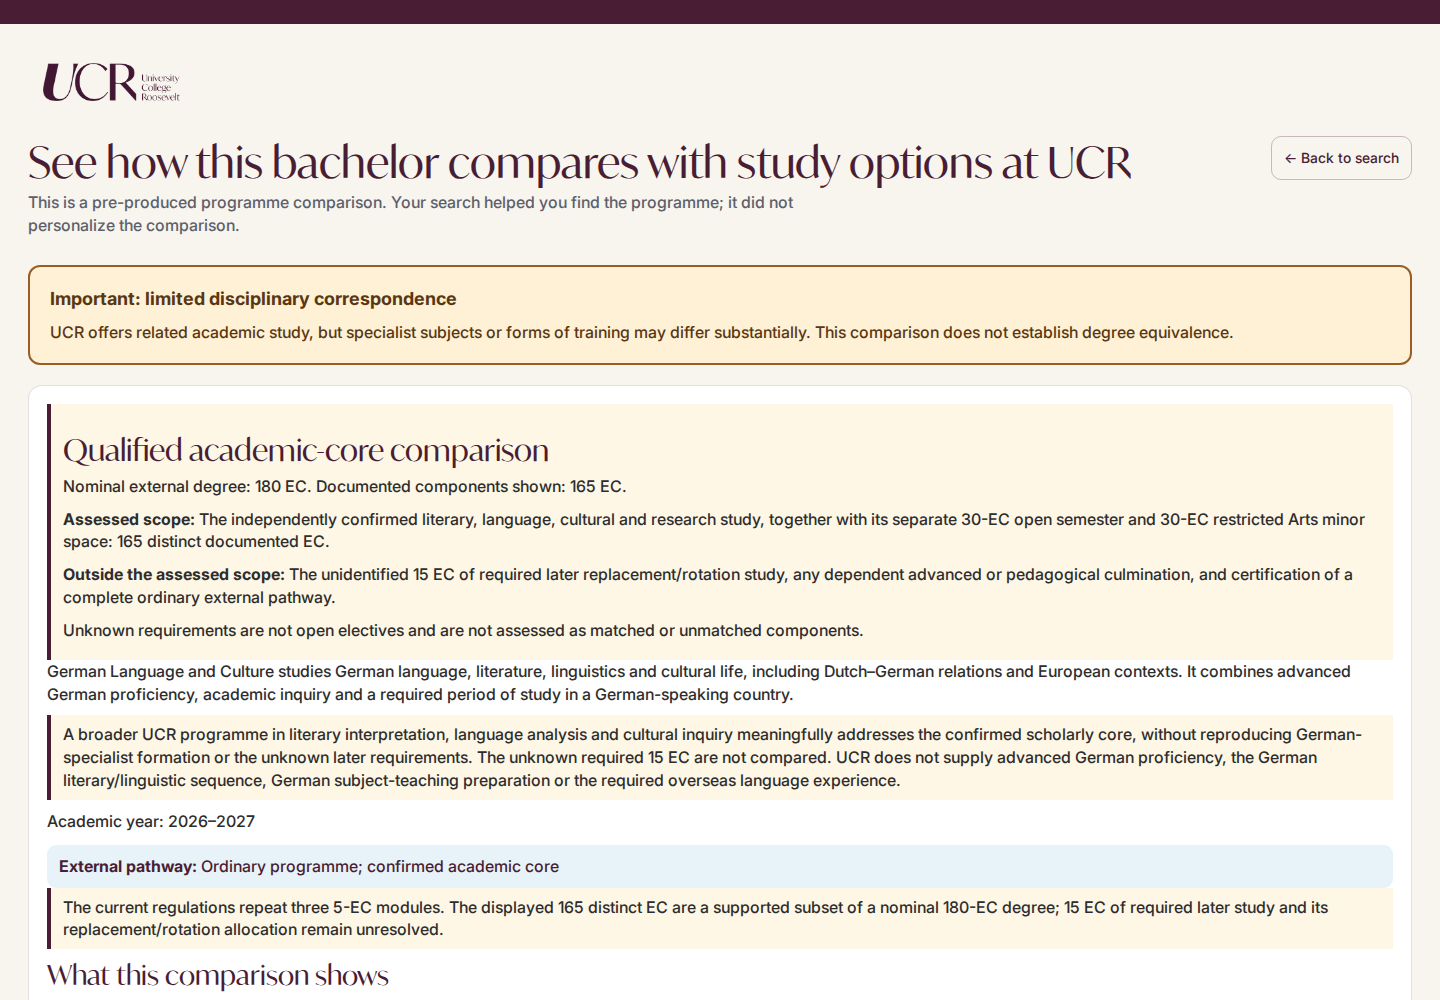 UCR University
College
Roosevelt
See how this bachelor compares with study options at UCR
← Back to search
This is a pre-produced programme comparison. Your search helped you find the programme; it did not
personalize the comparison.
Important: limited disciplinary correspondence
UCR offers related academic study, but specialist subjects or forms of training may differ substantially. This comparison does not establish degree equivalence.
Qualified academic-core comparison
Nominal external degree: 180 EC. Documented components shown: 165 EC.
Assessed scope: The independently confirmed literary, language, cultural and research study, together with its separate 30-EC open semester and 30-EC restricted Arts minor
space: 165 distinct documented EC.
Outside the assessed scope: The unidentified 15 EC of required later replacement/rotation study, any dependent advanced or pedagogical culmination, and certification of a
complete ordinary external pathway.
Unknown requirements are not open electives and are not assessed as matched or unmatched components.
German Language and Culture studies German language, literature, linguistics and cultural life, including Dutch–German relations and European contexts. It combines advanced
German proficiency, academic inquiry and a required period of study in a German-speaking country.
A broader UCR programme in literary interpretation, language analysis and cultural inquiry meaningfully addresses the confirmed scholarly core, without reproducing German-
specialist formation or the unknown later requirements. The unknown required 15 EC are not compared. UCR does not supply advanced German proficiency, the German
literary/linguistic sequence, German subject-teaching preparation or the required overseas language experience.
Academic year: 2026–2027
External pathway: Ordinary programme; confirmed academic core
The current regulations repeat three 5-EC modules. The displayed 165 distinct EC are a supported subset of a nominal 180-EC degree; 15 EC of required later study and its
replacement/rotation allocation remain unresolved.
What this comparison shows